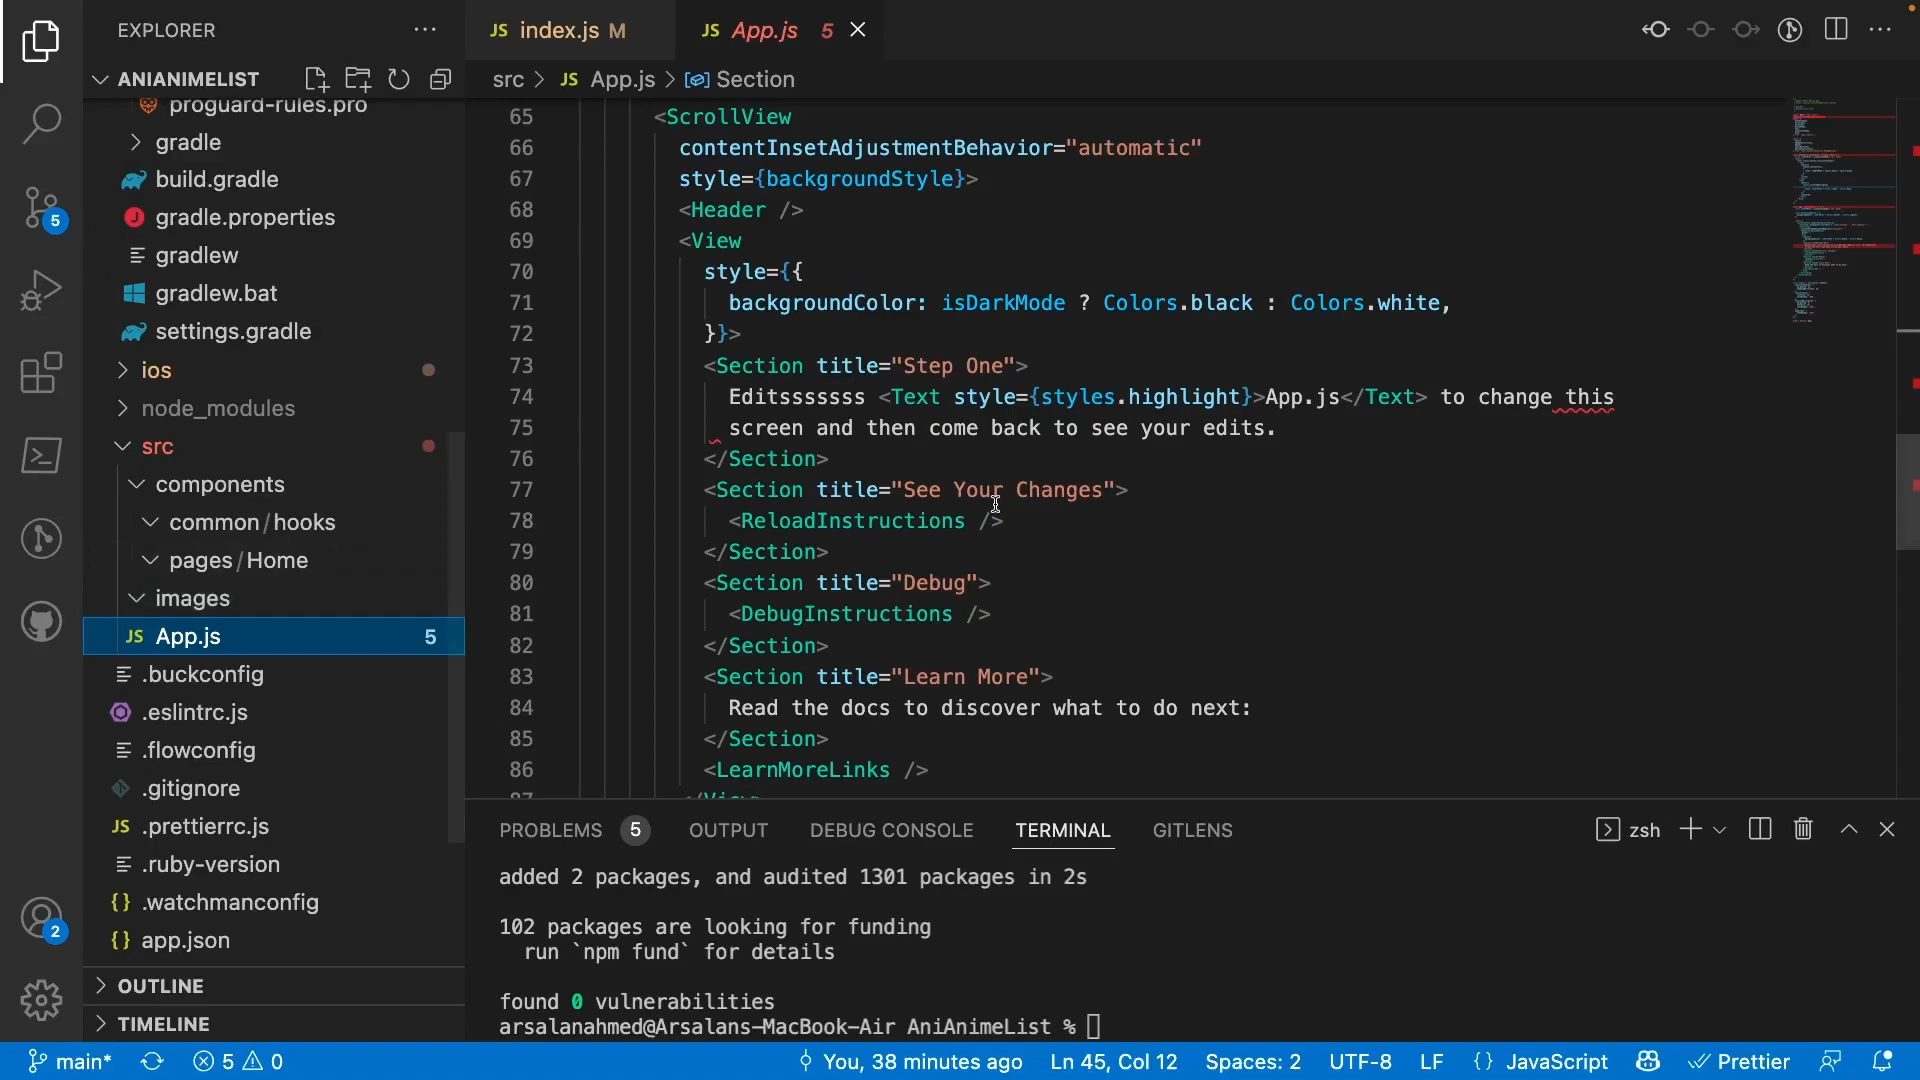 EXPLORER
ANIANIMELIST
proguard-rules.pro
gradle
build.gradle
gradle.properties
gradlew
gradlew.bat
settings.gradle
ios
node_modules
src
components
common/hooks
pages/Home
images
JS App.js 5
.buckconfig
.eslintrc.js
.flowconfig
.gitignore
JS .prettierrc.js
.ruby-version
{} .watchmanconfig
{} app.json
OUTLINE
TIMELINE
5
2
JS index.js M
JS App.js 5
src > JS App.js > Section
65 <ScrollView
66 contentInsetAdjustmentBehavior="automatic"
67 style={backgroundStyle}>
68 <Header />
69 <View
70 style={{
71 backgroundColor: isDarkMode ? Colors.black : Colors.white,
72 }}>
73 <Section title="Step One">
74 Editsssssss <Text style={styles.highlight}>App.js</Text> to change this
75 screen and then come back to see your edits.
76 </Section>
77 <Section title="See Your Changes">
78 <ReloadInstructions />
79 </Section>
80 <Section title="Debug">
81 <DebugInstructions />
82 </Section>
83 <Section title="Learn More">
84 Read the docs to discover what to do next:
85 </Section>
86 <LearnMoreLinks />
87 </View>
PROBLEMS 5 OUTPUT DEBUG CONSOLE TERMINAL GITLENS
zsh
added 2 packages, and audited 1301 packages in 2s
102 packages are looking for funding
run `npm fund` for details
found 0 vulnerabilities
arsalanahmed@Arsalans-MacBook-Air AniAnimeList %
main* 5 0 You, 38 minutes ago Ln 45, Col 12 Spaces: 2 UTF-8 LF {} JavaScript Prettier